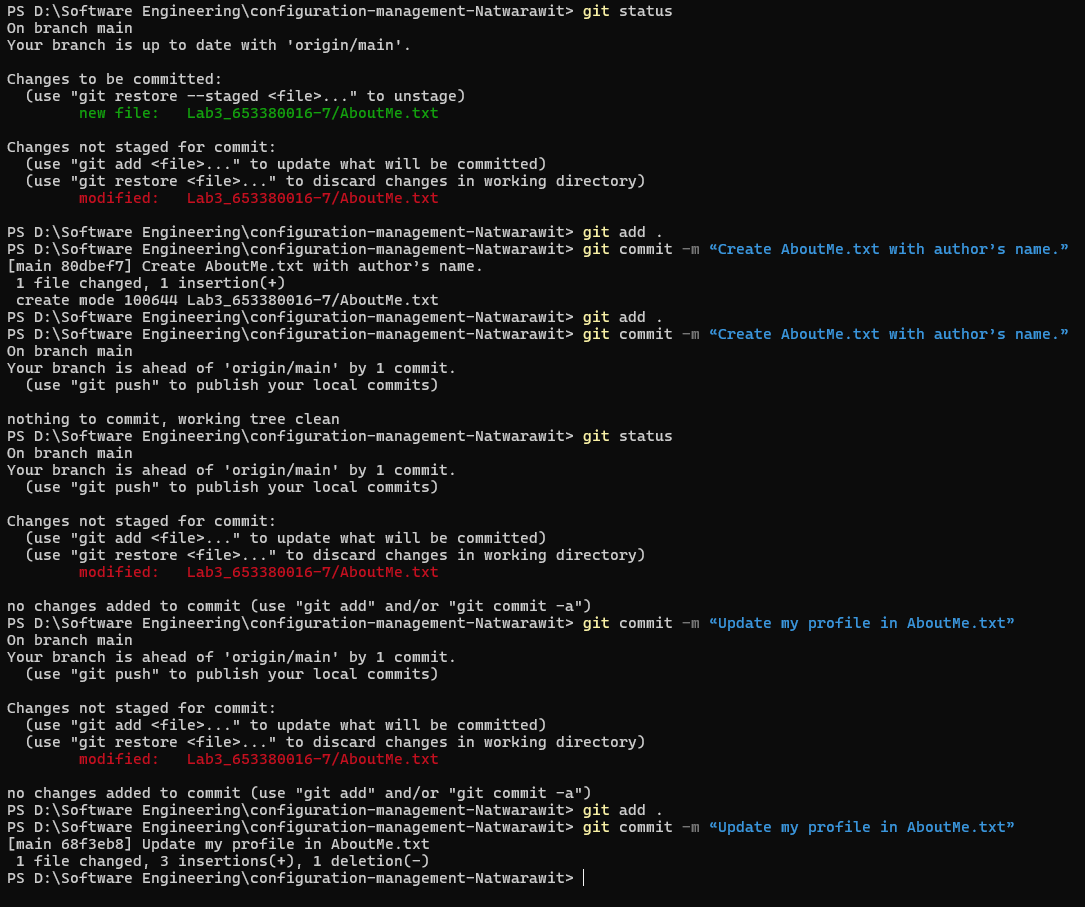 PS D:\Software Engineering\configuration-management-Natwarawit> git status
On branch main
Your branch is up to date with 'origin/main'.
Changes to be committed:
  (use "git restore --staged <file>..." to unstage)
        new file:   Lab3_653380016-7/AboutMe.txt
Changes not staged for commit:
  (use "git add <file>..." to update what will be committed)
  (use "git restore <file>..." to discard changes in working directory)
        modified:   Lab3_653380016-7/AboutMe.txt
PS D:\Software Engineering\configuration-management-Natwarawit> git add .
PS D:\Software Engineering\configuration-management-Natwarawit> git commit -m “Create AboutMe.txt with author’s name.”
[main 80dbef7] Create AboutMe.txt with author’s name.
 1 file changed, 1 insertion(+)
 create mode 100644 Lab3_653380016-7/AboutMe.txt
PS D:\Software Engineering\configuration-management-Natwarawit> git add .
PS D:\Software Engineering\configuration-management-Natwarawit> git commit -m “Create AboutMe.txt with author’s name.”
On branch main
Your branch is ahead of 'origin/main' by 1 commit.
  (use "git push" to publish your local commits)
nothing to commit, working tree clean
PS D:\Software Engineering\configuration-management-Natwarawit> git status
On branch main
Your branch is ahead of 'origin/main' by 1 commit.
  (use "git push" to publish your local commits)
Changes not staged for commit:
  (use "git add <file>..." to update what will be committed)
  (use "git restore <file>..." to discard changes in working directory)
        modified:   Lab3_653380016-7/AboutMe.txt
no changes added to commit (use "git add" and/or "git commit -a")
PS D:\Software Engineering\configuration-management-Natwarawit> git commit -m “Update my profile in AboutMe.txt”
On branch main
Your branch is ahead of 'origin/main' by 1 commit.
  (use "git push" to publish your local commits)
Changes not staged for commit:
  (use "git add <file>..." to update what will be committed)
  (use "git restore <file>..." to discard changes in working directory)
        modified:   Lab3_653380016-7/AboutMe.txt
no changes added to commit (use "git add" and/or "git commit -a")
PS D:\Software Engineering\configuration-management-Natwarawit> git add .
PS D:\Software Engineering\configuration-management-Natwarawit> git commit -m “Update my profile in AboutMe.txt”
[main 68f3eb8] Update my profile in AboutMe.txt
 1 file changed, 3 insertions(+), 1 deletion(-)
PS D:\Software Engineering\configuration-management-Natwarawit>